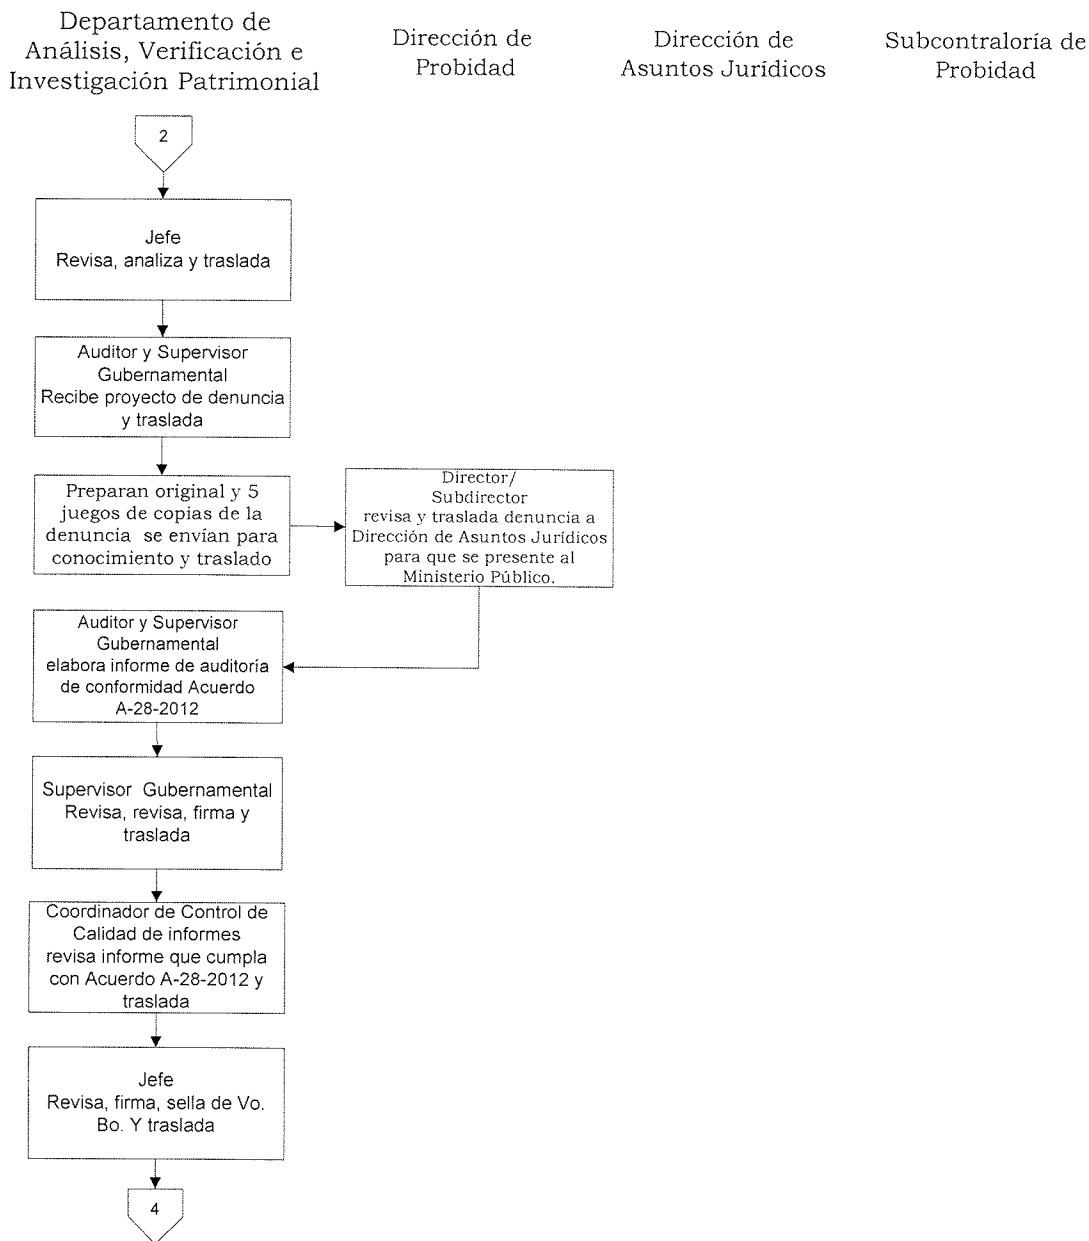 Departamento de
Análisis, Verificación e
Investigación Patrimonial
Dirección de
Probidad
Dirección de
Asuntos Jurídicos
Subcontraloría de
Probidad
2
Jefe
Revisa, analiza y traslada
Auditor y Supervisor
Gubernamental
Recibe proyecto de denuncia
y traslada
Preparan original y 5
juegos de copias de la
denuncia se envían para
conocimiento y traslado
Director/
Subdirector
revisa y traslada denuncia a
Dirección de Asuntos Jurídicos
para que se presente al
Ministerio Público.
Auditor y Supervisor
Gubernamental
elabora informe de auditoría
de conformidad Acuerdo
A-28-2012
Supervisor Gubernamental
Revisa, revisa, firma y
traslada
Coordinador de Control de
Calidad de informes
revisa informe que cumpla
con Acuerdo A-28-2012 y
traslada
Jefe
Revisa, firma, sella de Vo.
Bo. Y traslada
4